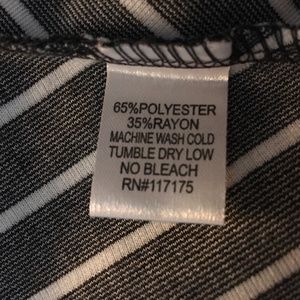 65%POLYESTER
35%RAYON
MACHINE WASH COLD
TUMBLE DRY LOW
NO BLEACH
RN#117175